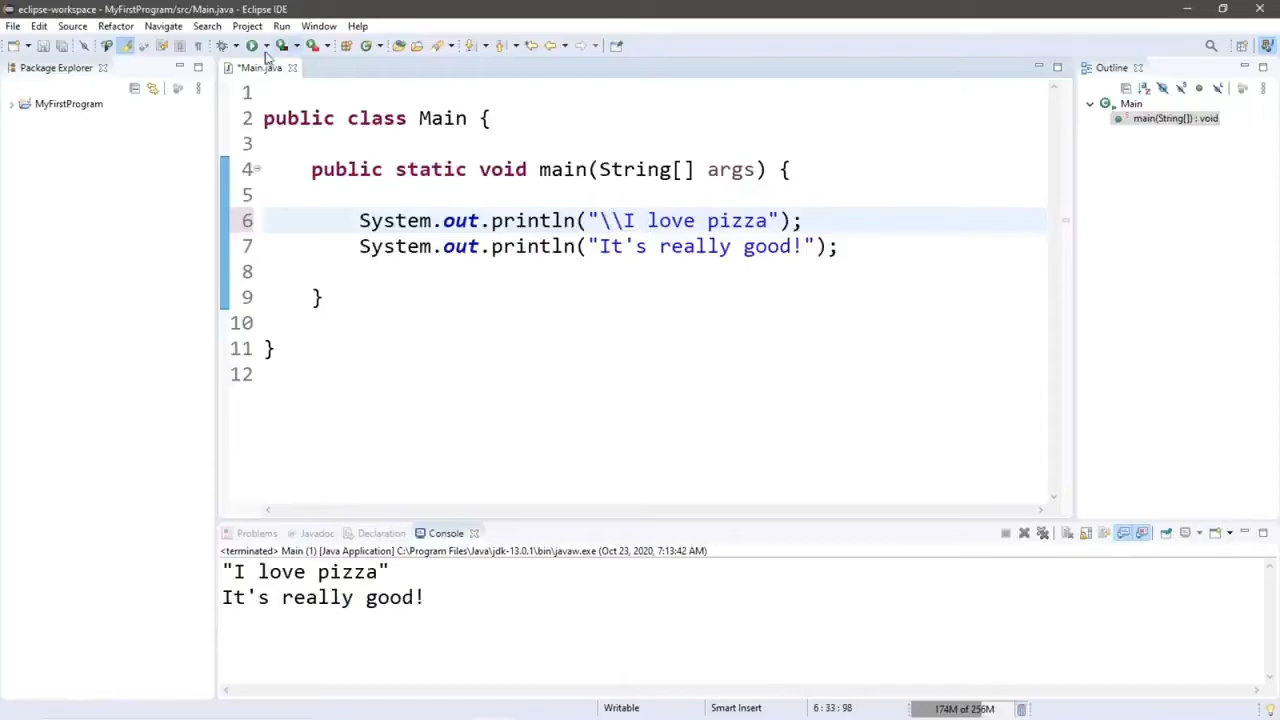 eclipse-workspace - MyFirstProgram/src/Main.java - Eclipse IDE
File Edit Source Refactor Navigate Search Project Run Window Help
Package Explorer
*Main.java
Outline
MyFirstProgram
Main
main(String[]) : void
1
2 public class Main {
3
4 public static void main(String[] args) {
5
6 System.out.println("\\I love pizza");
7 System.out.println("It's really good!");
8
9 }
10
11 }
12
Problems Javadoc Declaration Console
<terminated> Main (1) [Java Application] C:\Program Files\Java\jdk-13.0.1\bin\javaw.exe (Oct 23, 2020, 7:13:42 AM)
"I love pizza"
It's really good!
Writable Smart Insert 6 : 33 : 98 174M of 256M